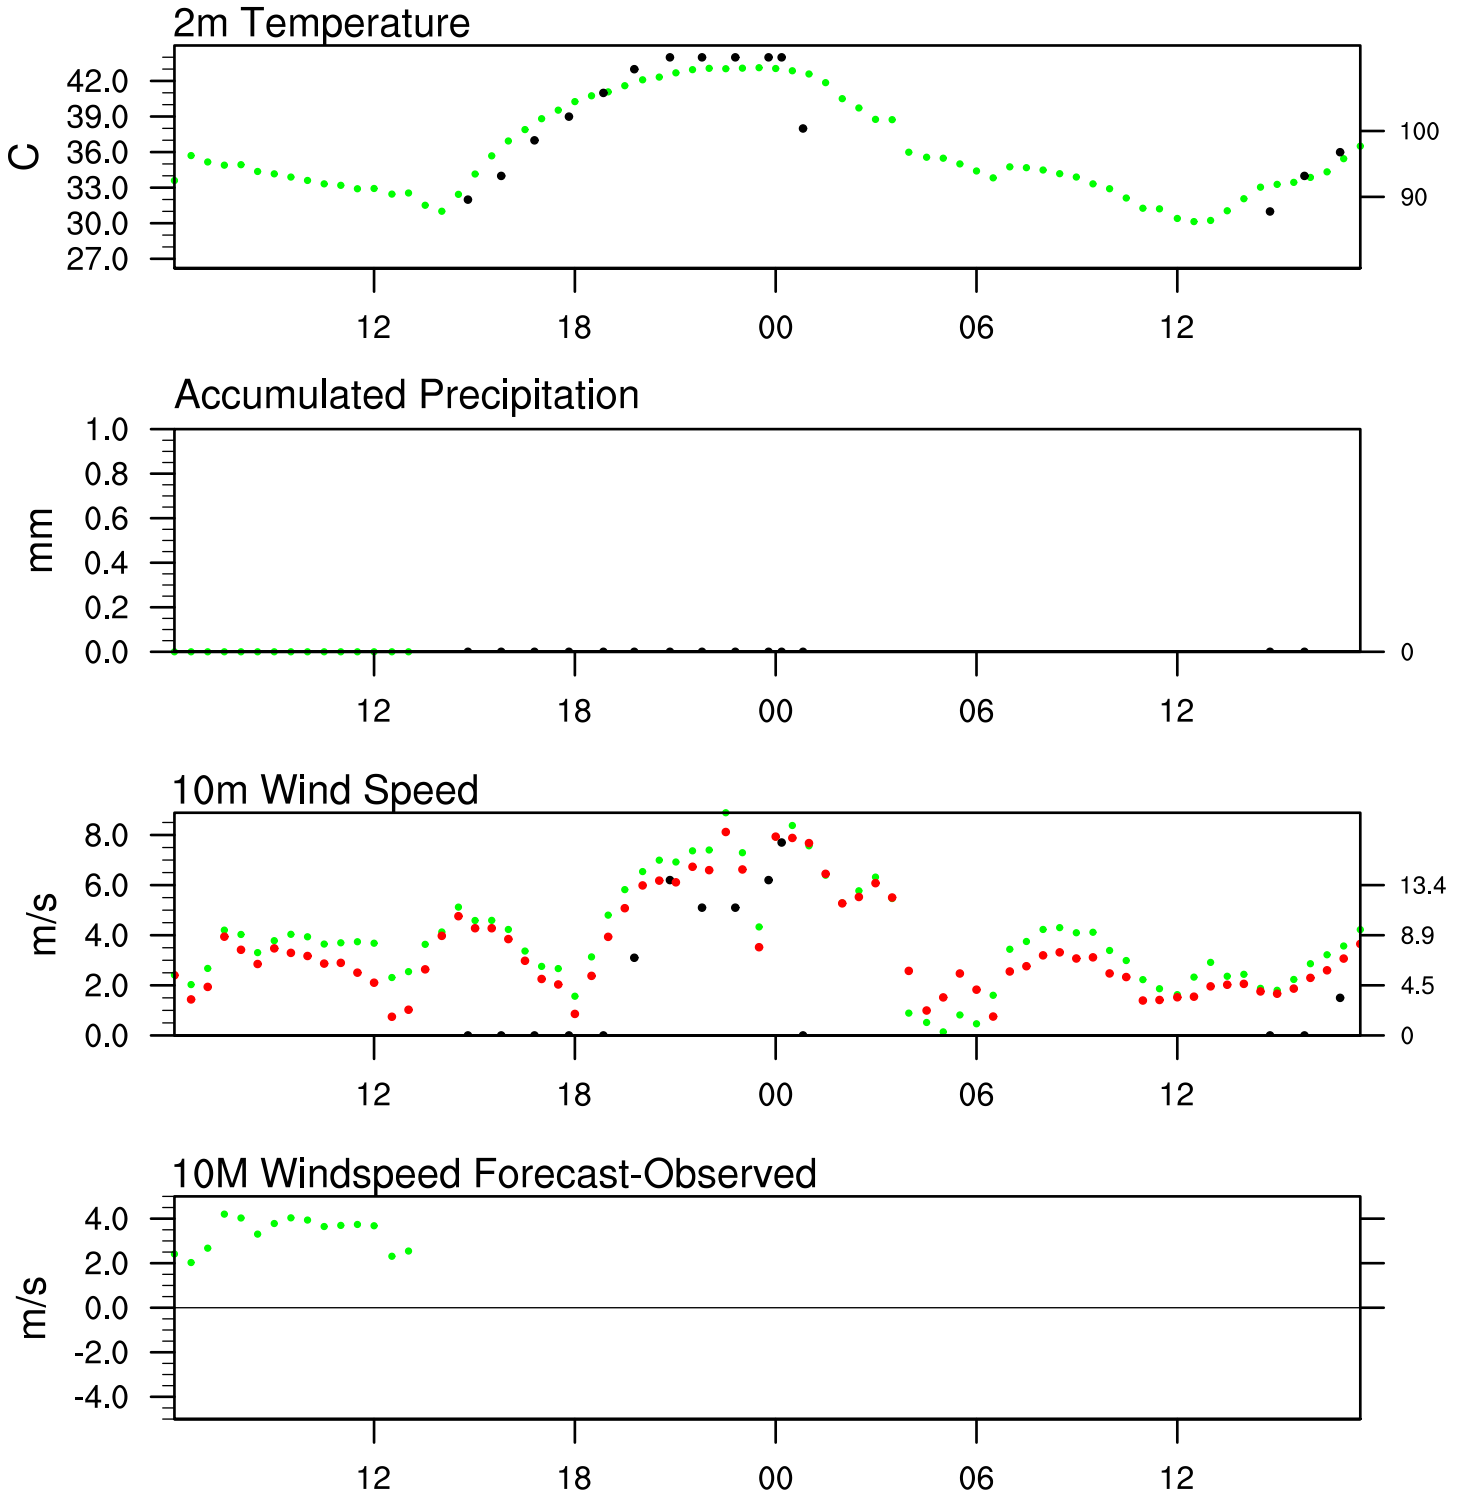 2m Temperature
C
42.0
39.0
36.0
33.0
30.0
27.0
100
90
12 18 00 06 12
Accumulated Precipitation
mm
1.0
0.8
0.6
0.4
0.2
0.0
0
12 18 00 06 12
10m Wind Speed
m/s
8.0
6.0
4.0
2.0
0.0
13.4
8.9
4.5
0
12 18 00 06 12
10M Windspeed Forecast-Observed
m/s
4.0
2.0
0.0
-2.0
-4.0
12 18 00 06 12